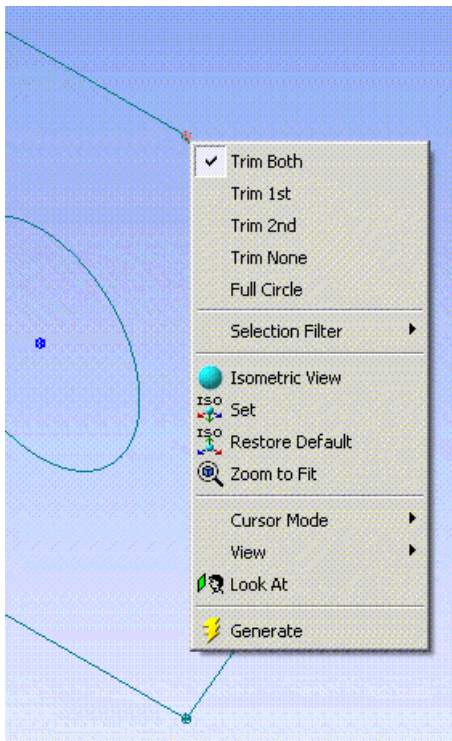 Trim Both
Trim 1st
Trim 2nd
Trim None
Full Circle
Selection Filter
Isometric View
ISO Set
ISO Restore Default
Zoom to Fit
Cursor Mode
View
Look At
Generate